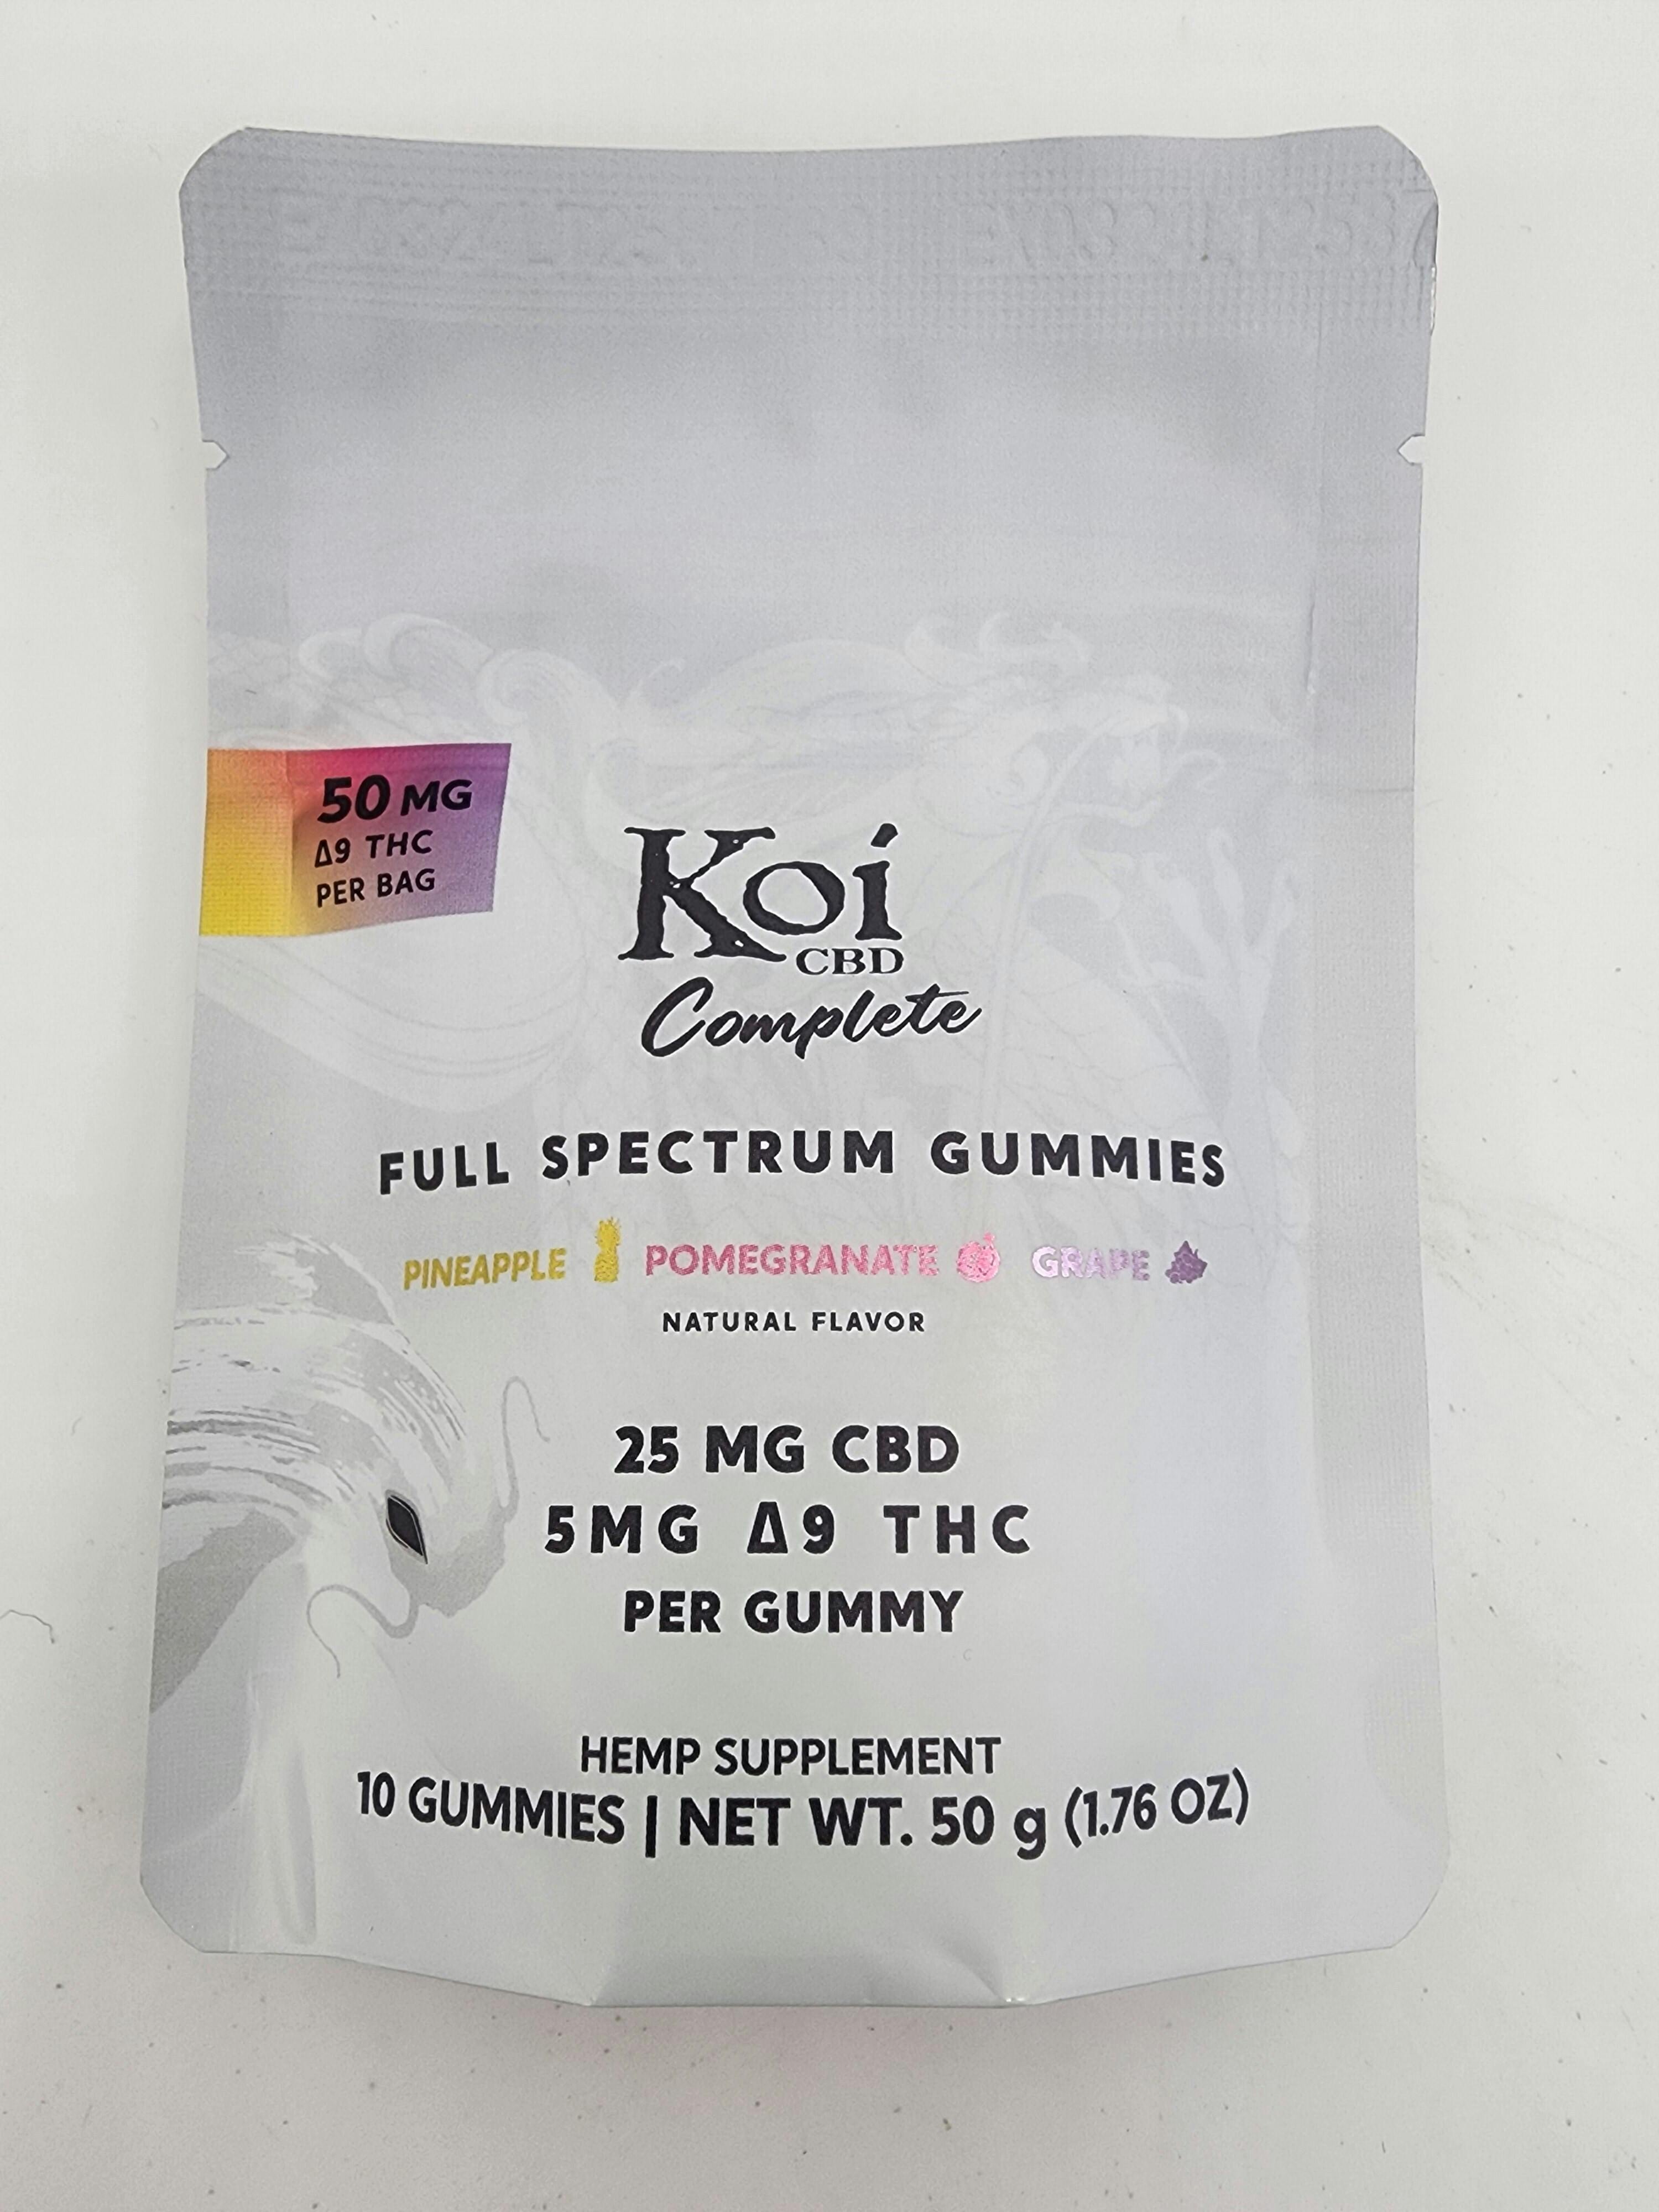 50 MG
Δ9 THC
PER BAG
Koi
CBD
Complete
FULL SPECTRUM GUMMIES
PINEAPPLE POMEGRANATE GRAPE
NATURAL FLAVOR
25 MG CBD
5MG Δ9 THC
PER GUMMY
HEMP SUPPLEMENT
10 GUMMIES | NET WT. 50 g (1.76 OZ)